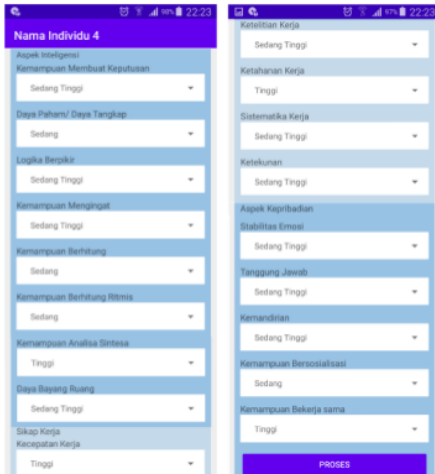 22:23
Nama Individu 4
Aspek Inteligensi
Kemampuan Membuat Keputusan
Sedang Tinggi
Daya Paham/ Daya Tangkap
Sedang
Logika Berpikir
Sedang Tinggi
Kemampuan Mengingat
Sedang Tinggi
Kemampuan Berhitung
Sedang
Kemampuan Berhitung Ritmis
Sedang
Kemampuan Analisa Sintesa
Tinggi
Daya Bayang Ruang
Sedang Tinggi
Sikap Kerja
Kecepatan Kerja
Tinggi
97% 22:23
Ketelitian Kerja
Sedang Tinggi
Ketahanan Kerja
Tinggi
Sistematika Kerja
Sedang Tinggi
Ketekunan
Sedang Tinggi
Aspek Kepribadian
Stabilitas Emosi
Sedang Tinggi
Tanggung Jawab
Sedang Tinggi
Kemandirian
Sedang Tinggi
Kemampuan Bersosialisasi
Sedang
Kemampuan Bekerja sama
Tinggi
PROSES